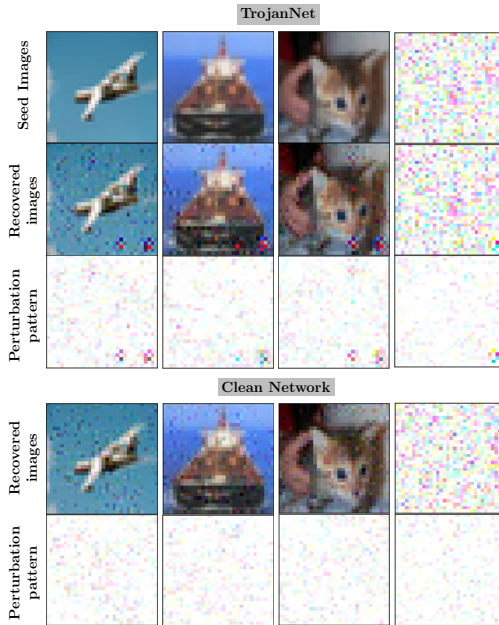 TrojanNet
Seed Images
Recovered
images
Perturbation
pattern
Clean Network
Recovered
images
Perturbation
pattern